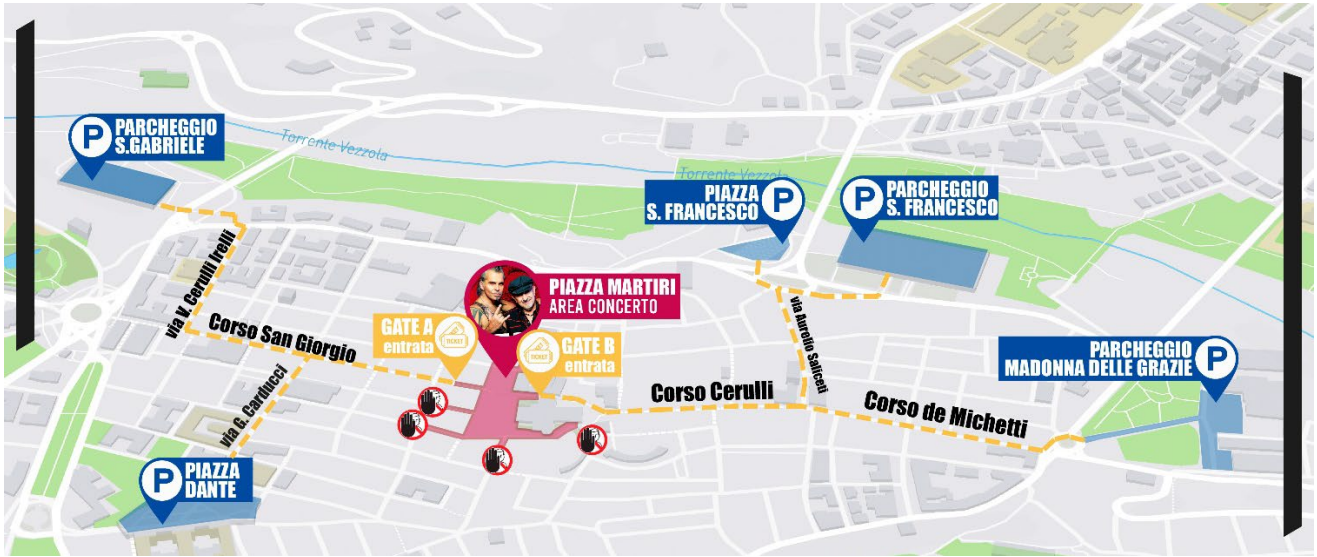 PARCHEGGIO
S.GABRIELE
Torrente Vezzola
Torrente Vezzola
PIAZZA
S. FRANCESCO
PARCHEGGIO
S. FRANCESCO
via V. Cerulli Irelli
PIAZZA MARTIRI
AREA CONCERTO
GATE A
entrata
TICKET
TICKET
GATE B
entrata
Corso San Giorgio
via Aurelio Saliceti
PARCHEGGIO
MADONNA DELLE GRAZIE
via G. Carducci
Corso Cerulli
Corso de Michetti
PIAZZA
DANTE
P
P
P
P
P